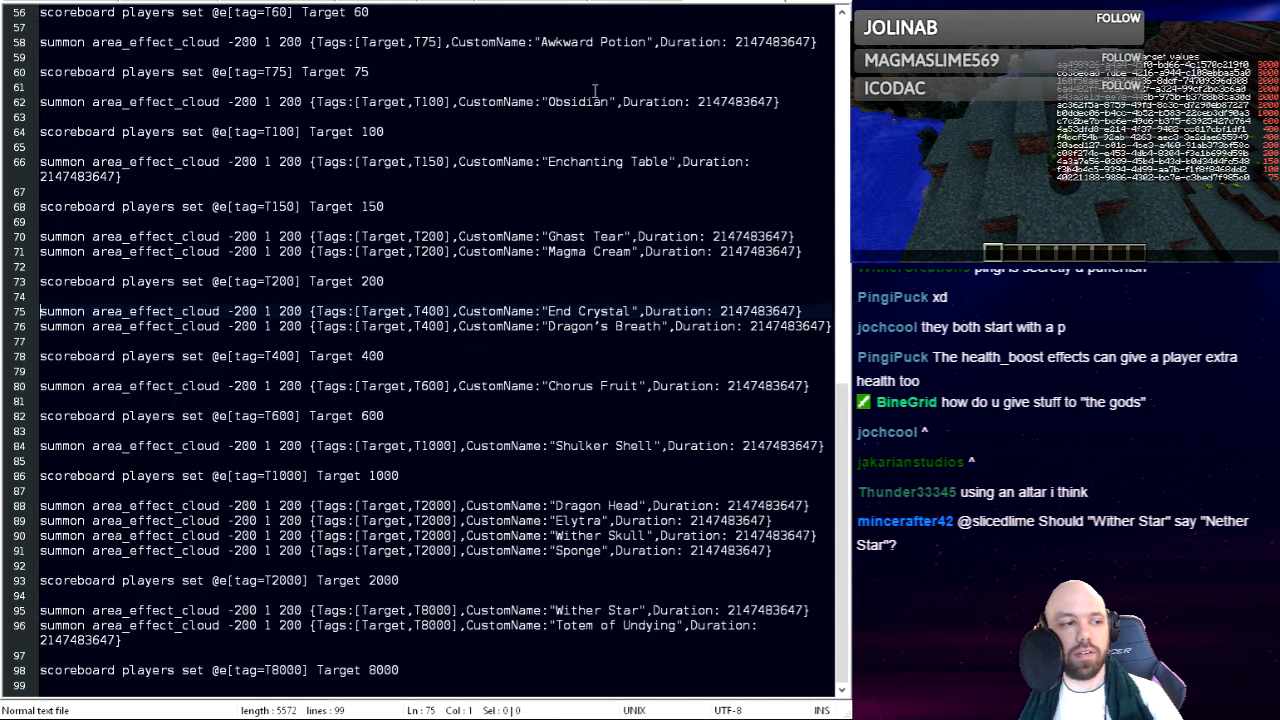 56 scoreboard players set @e[tag=T60] Target 60
57
58 summon area_effect_cloud -200 1 200 {Tags:[Target,T75],CustomName:"Awkward Potion",Duration: 2147483647}
59
60 scoreboard players set @e[tag=T75] Target 75
61
62 summon area_effect_cloud -200 1 200 {Tags:[Target,T100],CustomName:"Obsidian",Duration: 2147483647}
63
64 scoreboard players set @e[tag=T100] Target 100
65
66 summon area_effect_cloud -200 1 200 {Tags:[Target,T150],CustomName:"Enchanting Table",Duration:
2147483647}
67
68 scoreboard players set @e[tag=T150] Target 150
69
70 summon area_effect_cloud -200 1 200 {Tags:[Target,T200],CustomName:"Ghast Tear",Duration: 2147483647}
71 summon area_effect_cloud -200 1 200 {Tags:[Target,T200],CustomName:"Magma Cream",Duration: 2147483647}
72
73 scoreboard players set @e[tag=T200] Target 200
74
75 summon area_effect_cloud -200 1 200 {Tags:[Target,T400],CustomName:"End Crystal",Duration: 2147483647}
76 summon area_effect_cloud -200 1 200 {Tags:[Target,T400],CustomName:"Dragon's Breath",Duration: 2147483647}
77
78 scoreboard players set @e[tag=T400] Target 400
79
80 summon area_effect_cloud -200 1 200 {Tags:[Target,T600],CustomName:"Chorus Fruit",Duration: 2147483647}
81
82 scoreboard players set @e[tag=T600] Target 600
83
84 summon area_effect_cloud -200 1 200 {Tags:[Target,T1000],CustomName:"Shulker Shell",Duration: 2147483647}
85
86 scoreboard players set @e[tag=T1000] Target 1000
87
88 summon area_effect_cloud -200 1 200 {Tags:[Target,T2000],CustomName:"Dragon Head",Duration: 2147483647}
89 summon area_effect_cloud -200 1 200 {Tags:[Target,T2000],CustomName:"Elytra",Duration: 2147483647}
90 summon area_effect_cloud -200 1 200 {Tags:[Target,T2000],CustomName:"Wither Skull",Duration: 2147483647}
91 summon area_effect_cloud -200 1 200 {Tags:[Target,T2000],CustomName:"Sponge",Duration: 2147483647}
92
93 scoreboard players set @e[tag=T2000] Target 2000
94
95 summon area_effect_cloud -200 1 200 {Tags:[Target,T8000],CustomName:"Wither Star",Duration: 2147483647}
96 summon area_effect_cloud -200 1 200 {Tags:[Target,T8000],CustomName:"Totem of Undying",Duration:
2147483647}
97
98 scoreboard players set @e[tag=T8000] Target 8000
99
Normal text file length : 5572 lines : 99 Ln : 75 Col : 1 Sel : 0 | 0 UNIX UTF-8 INS
JOLINAB FOLLOW
MAGMASLIME569 FOLLOW
ICODAC FOLLOW
values
PingiPuck xd
jochcool they both start with a p
PingiPuck The health_boost effects can give a player extra
health too
BineGrid how do u give stuff to "the gods"
jochcool ^
jakarianstudios ^
Thunder33345 using an altar i think
mincerafter42 @slicedlime Should "Wither Star" say "Nether
Star"?